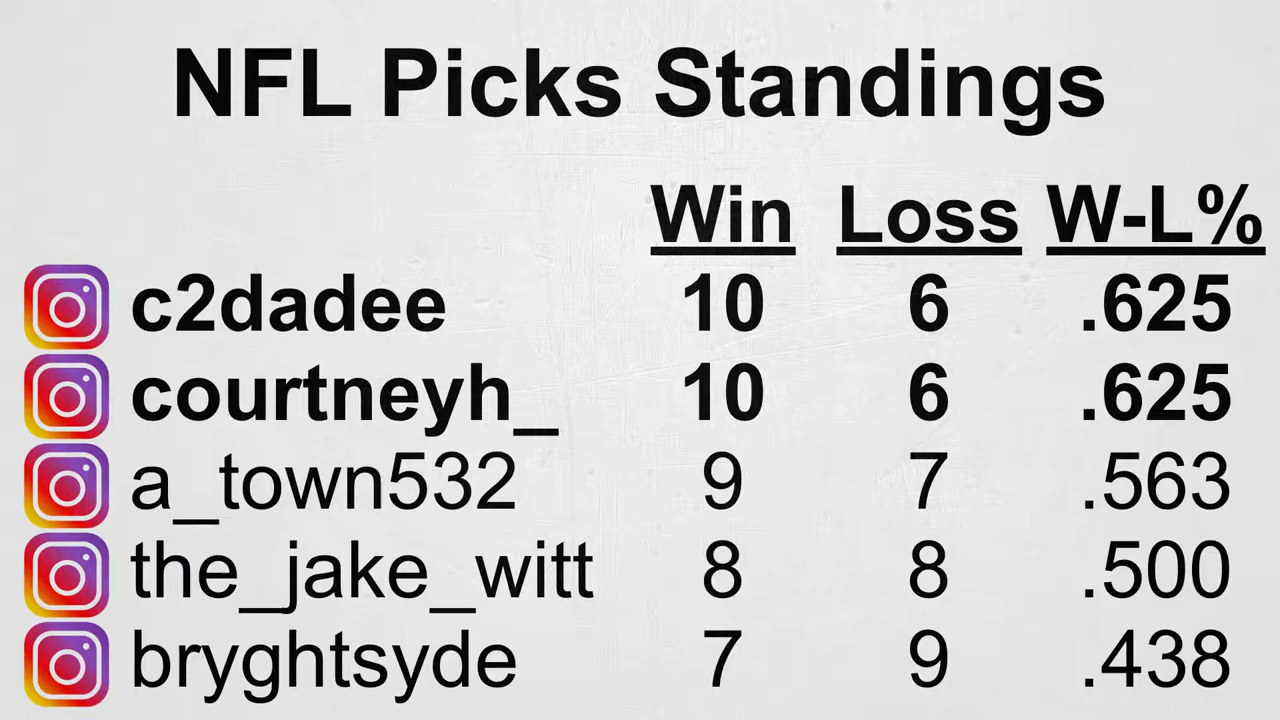 NFL Picks Standings
Win Loss W-L%
c2dadee 10 6 .625
courtneyh_ 10 6 .625
a_town532 9 7 .563
the_jake_witt 8 8 .500
bryghtsyde 7 9 .438